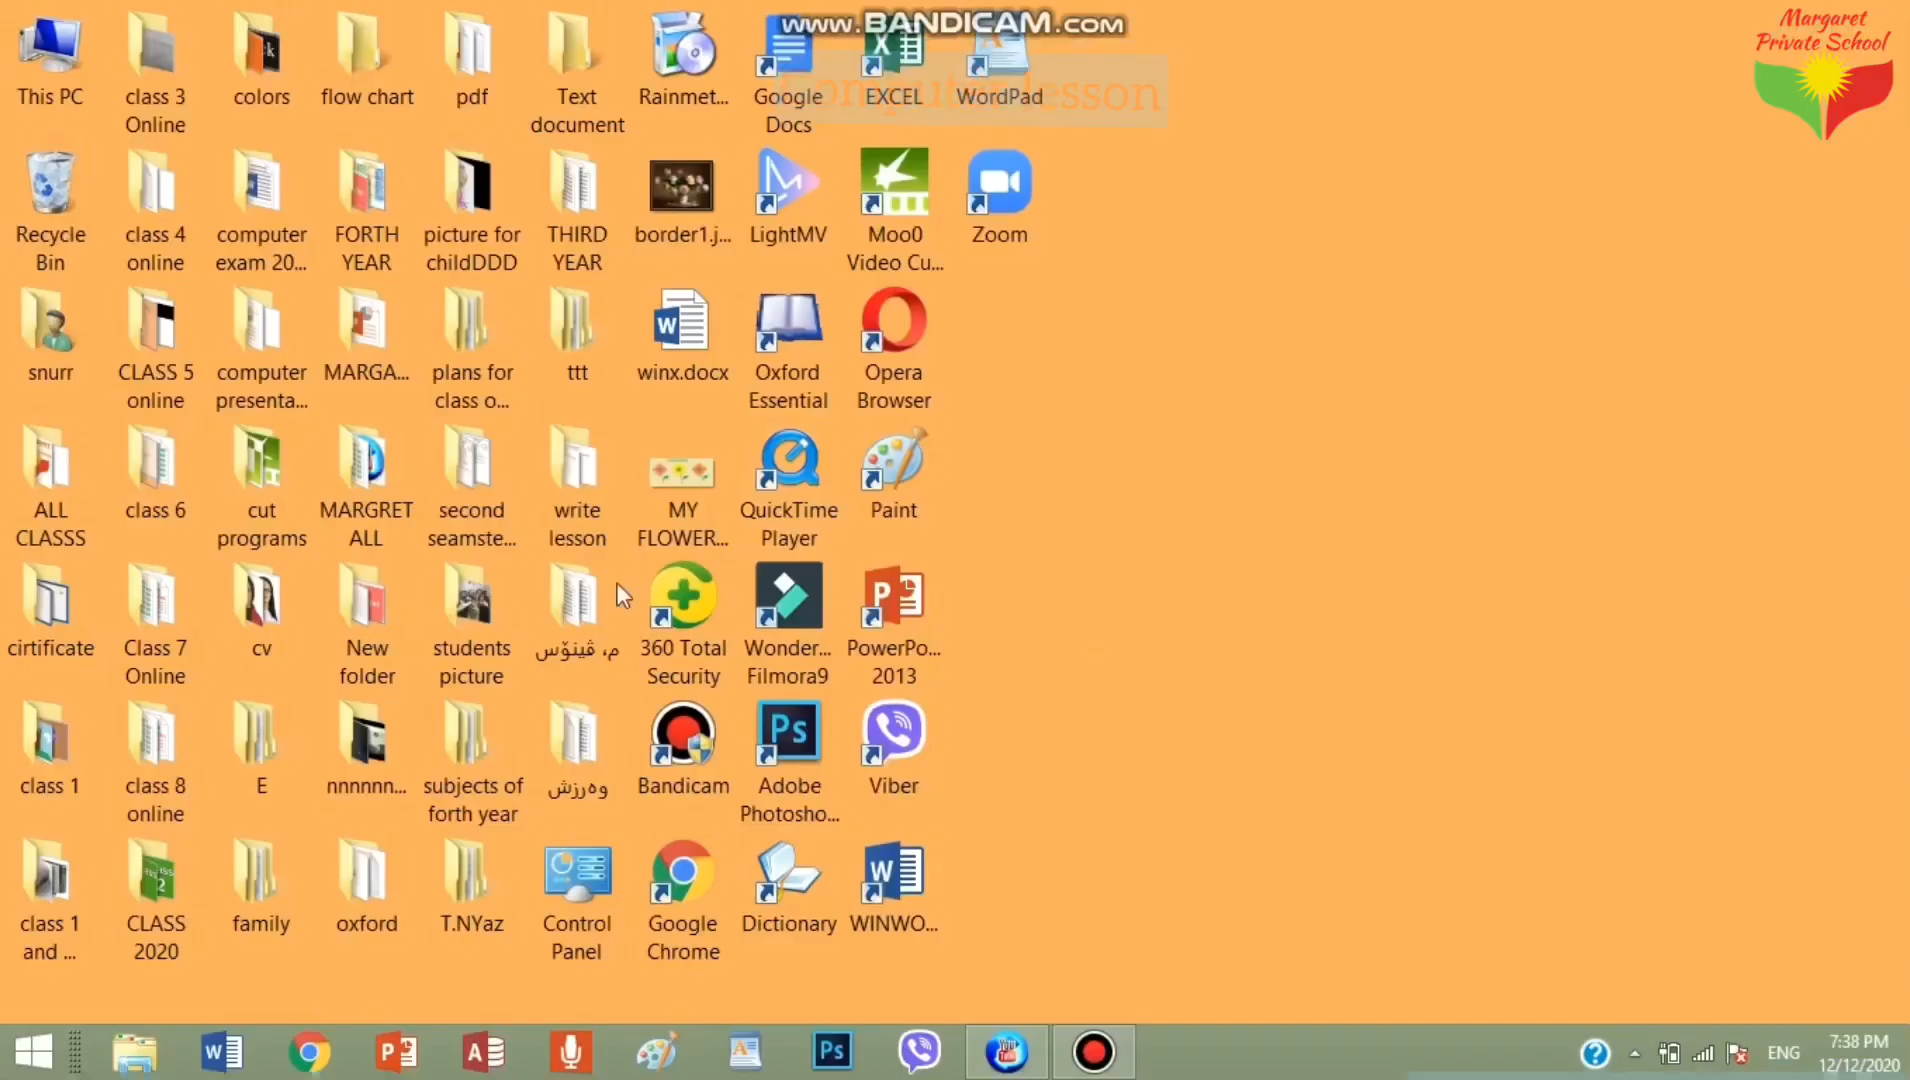 www.BANDICAM.com
Margaret
Private School
Computer lesson
This PC
class 3
Online
colors
flow chart
pdf
Text
document
Rainmet...
Google
Docs
EXCEL
WordPad
Recycle
Bin
class 4
online
computer
exam 20...
FORTH
YEAR
picture for
childDDD
THIRD
YEAR
border1.j...
LightMV
Moo0
Video Cu...
Zoom
snurr
CLASS 5
online
computer
presenta...
MARGA...
plans for
class o...
ttt
winx.docx
Oxford
Essential
Opera
Browser
ALL
CLASSS
class 6
cut
programs
MARGRET
ALL
second
seamste...
write
lesson
MY
FLOWER...
QuickTime
Player
Paint
cirtificate
Class 7
Online
cv
New
folder
students
picture
م، ڤینۆس
360 Total
Security
Wonder...
Filmora9
PowerPo...
2013
class 1
class 8
online
E
nnnnnn...
subjects of
forth year
وەرزش
Bandicam
Adobe
Photosho...
Viber
class 1
and ...
CLASS
2020
family
oxford
T.NYaz
Control
Panel
Google
Chrome
Dictionary
WINWO...
ENG
7:38 PM
12/12/2020